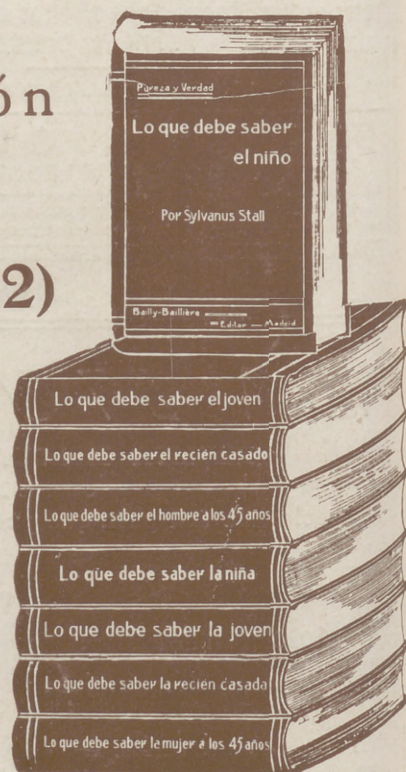 ón
2)
Pureza y Verdad
Lo que debe saber
el niño
Por Sylvanus Stall
Bailly-Baillière
Editor — Madrid
Lo que debe saber el joven
Lo que debe saber el recién casado
Lo que debe saber el hombre a los 45 años
Lo que debe saber la niña
Lo que debe saber la joven
Lo que debe saber la recién casada
Lo que debe saber la mujer a los 45 años